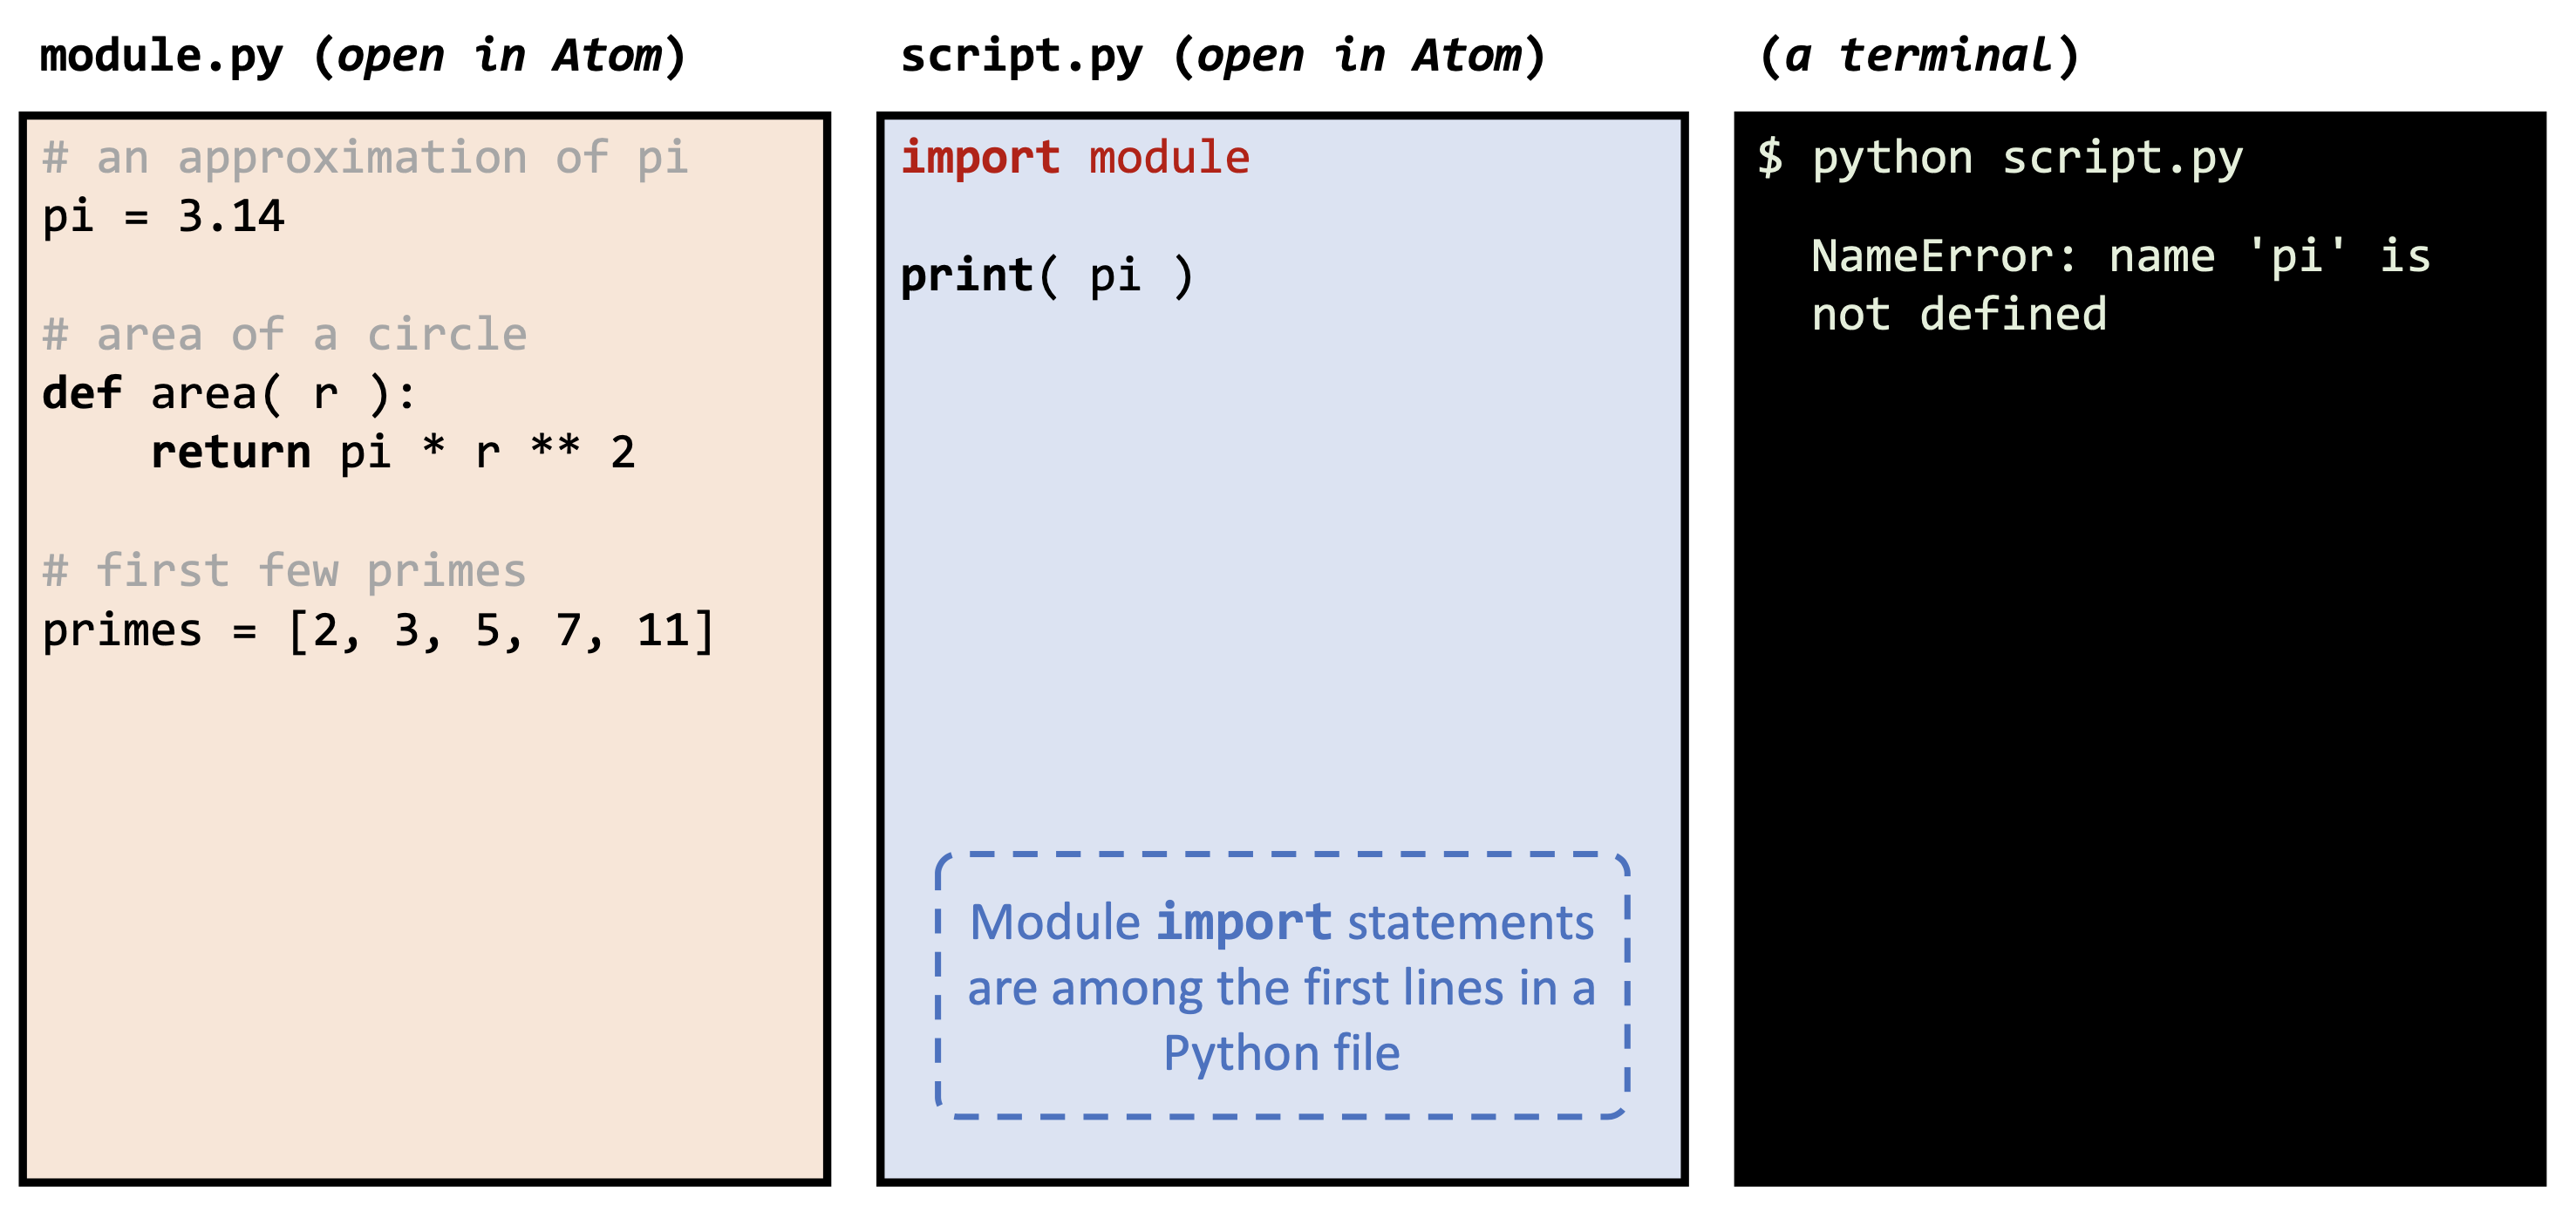 module.py (open in Atom)
# an approximation of pi
pi = 3.14
# area of a circle
def area( r ):
    return pi * r ** 2
# first few primes
primes = [2, 3, 5, 7, 11]
script.py (open in Atom)
import module
print( pi )
Module import statements
are among the first lines in a
Python file
(a terminal)
$ python script.py
NameError: name 'pi' is
not defined